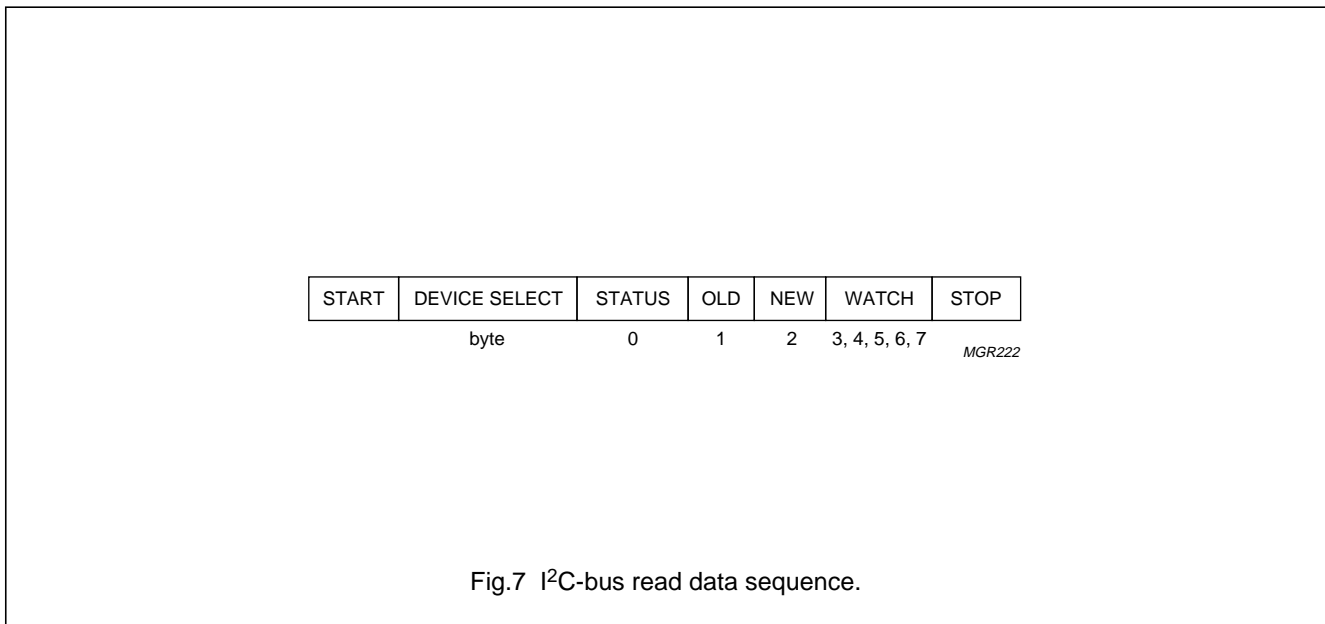 START DEVICE SELECT STATUS OLD NEW WATCH STOP
byte 0 1 2 3, 4, 5, 6, 7
MGR222
Fig.7 I²C-bus read data sequence.